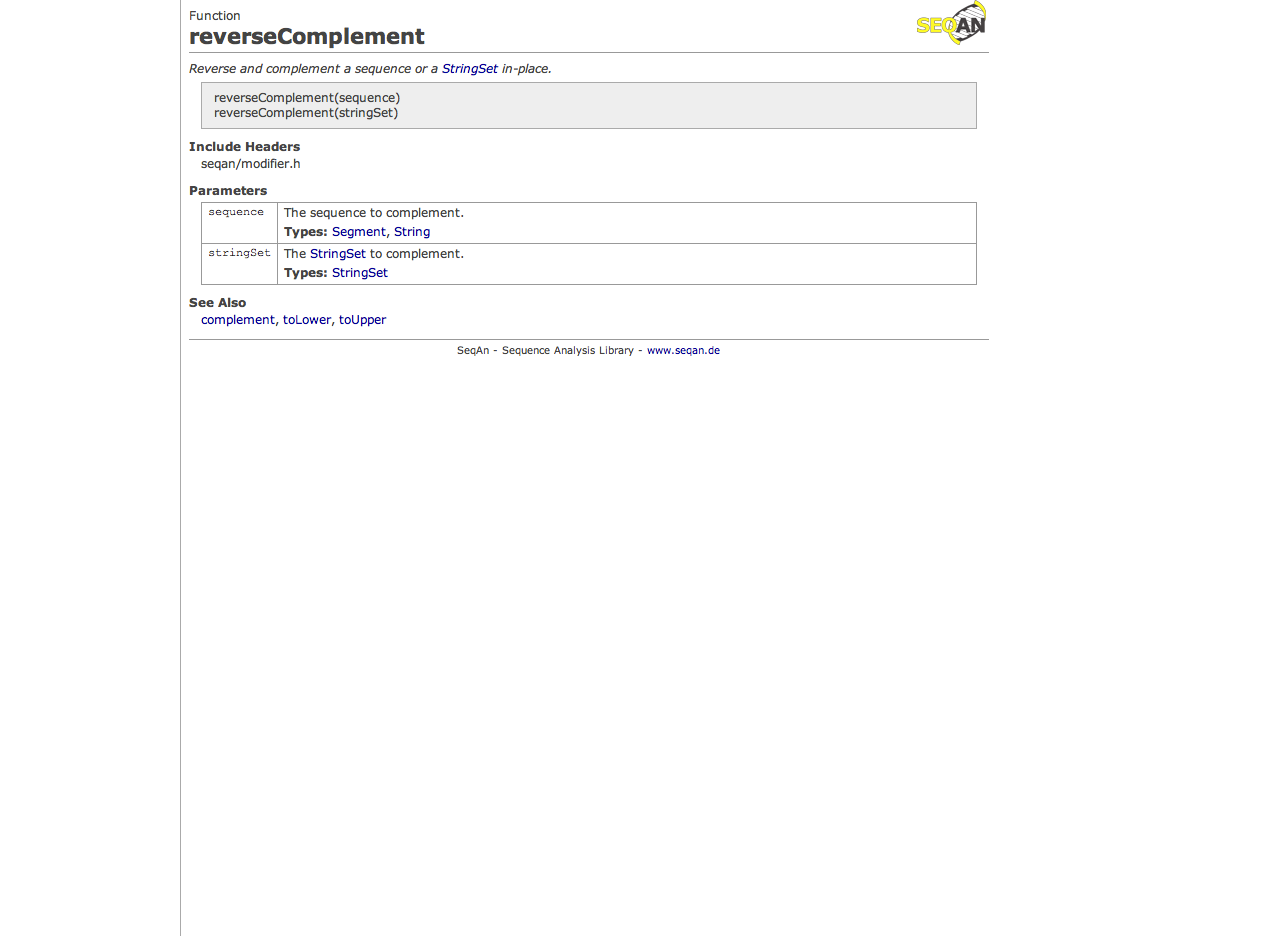 Function
reverseComplement
SEQAN
Reverse and complement a sequence or a StringSet in-place.
reverseComplement(sequence)
reverseComplement(stringSet)
Include Headers
seqan/modifier.h
Parameters
sequence The sequence to complement.
Types: Segment, String
stringSet The StringSet to complement.
Types: StringSet
See Also
complement, toLower, toUpper
SeqAn - Sequence Analysis Library - www.seqan.de